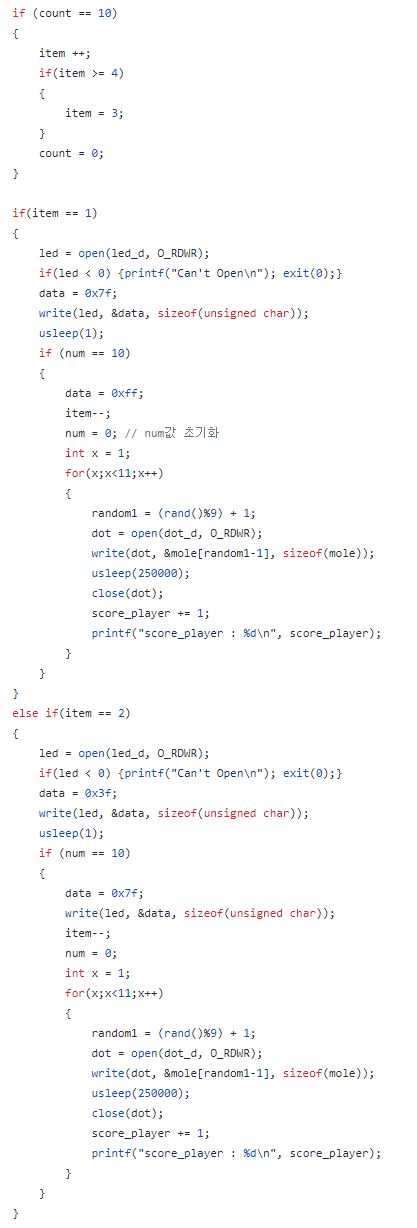 if (count == 10)
{
    item ++;
    if(item >= 4)
    {
        item = 3;
    }
    count = 0;
}

if(item == 1)
{
    led = open(led_d, O_RDWR);
    if(led < 0) {printf("Can't Open\n"); exit(0);}
    data = 0x7f;
    write(led, &data, sizeof(unsigned char));
    usleep(1);
    if (num == 10)
    {
        data = 0xff;
        item--;
        num = 0; // num값 초기화
        int x = 1;
        for(x;x<11;x++)
        {
            random1 = (rand()%9) + 1;
            dot = open(dot_d, O_RDWR);
            write(dot, &mole[random1-1], sizeof(mole));
            usleep(250000);
            close(dot);
            score_player += 1;
            printf("score_player : %d\n", score_player);
        }
    }
}
else if(item == 2)
{
    led = open(led_d, O_RDWR);
    if(led < 0) {printf("Can't Open\n"); exit(0);}
    data = 0x3f;
    write(led, &data, sizeof(unsigned char));
    usleep(1);
    if (num == 10)
    {
        data = 0x7f;
        write(led, &data, sizeof(unsigned char));
        item--;
        num = 0;
        int x = 1;
        for(x;x<11;x++)
        {
            random1 = (rand()%9) + 1;
            dot = open(dot_d, O_RDWR);
            write(dot, &mole[random1-1], sizeof(mole));
            usleep(250000);
            close(dot);
            score_player += 1;
            printf("score_player : %d\n", score_player);
        }
    }
}